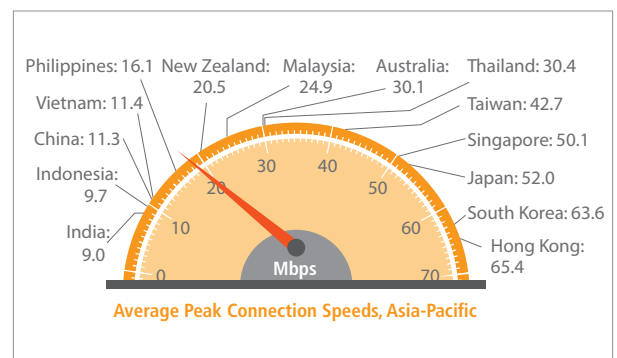 Philippines: 16.1
New Zealand:
20.5
Malaysia:
24.9
Australia:
30.1
Thailand: 30.4
Vietnam: 11.4
Taiwan: 42.7
China: 11.3
Singapore: 50.1
Indonesia:
9.7
Japan: 52.0
India:
9.0
South Korea: 63.6
Hong Kong:
65.4
0
10
20
30
40
50
60
70
Mbps
Average Peak Connection Speeds, Asia-Pacific